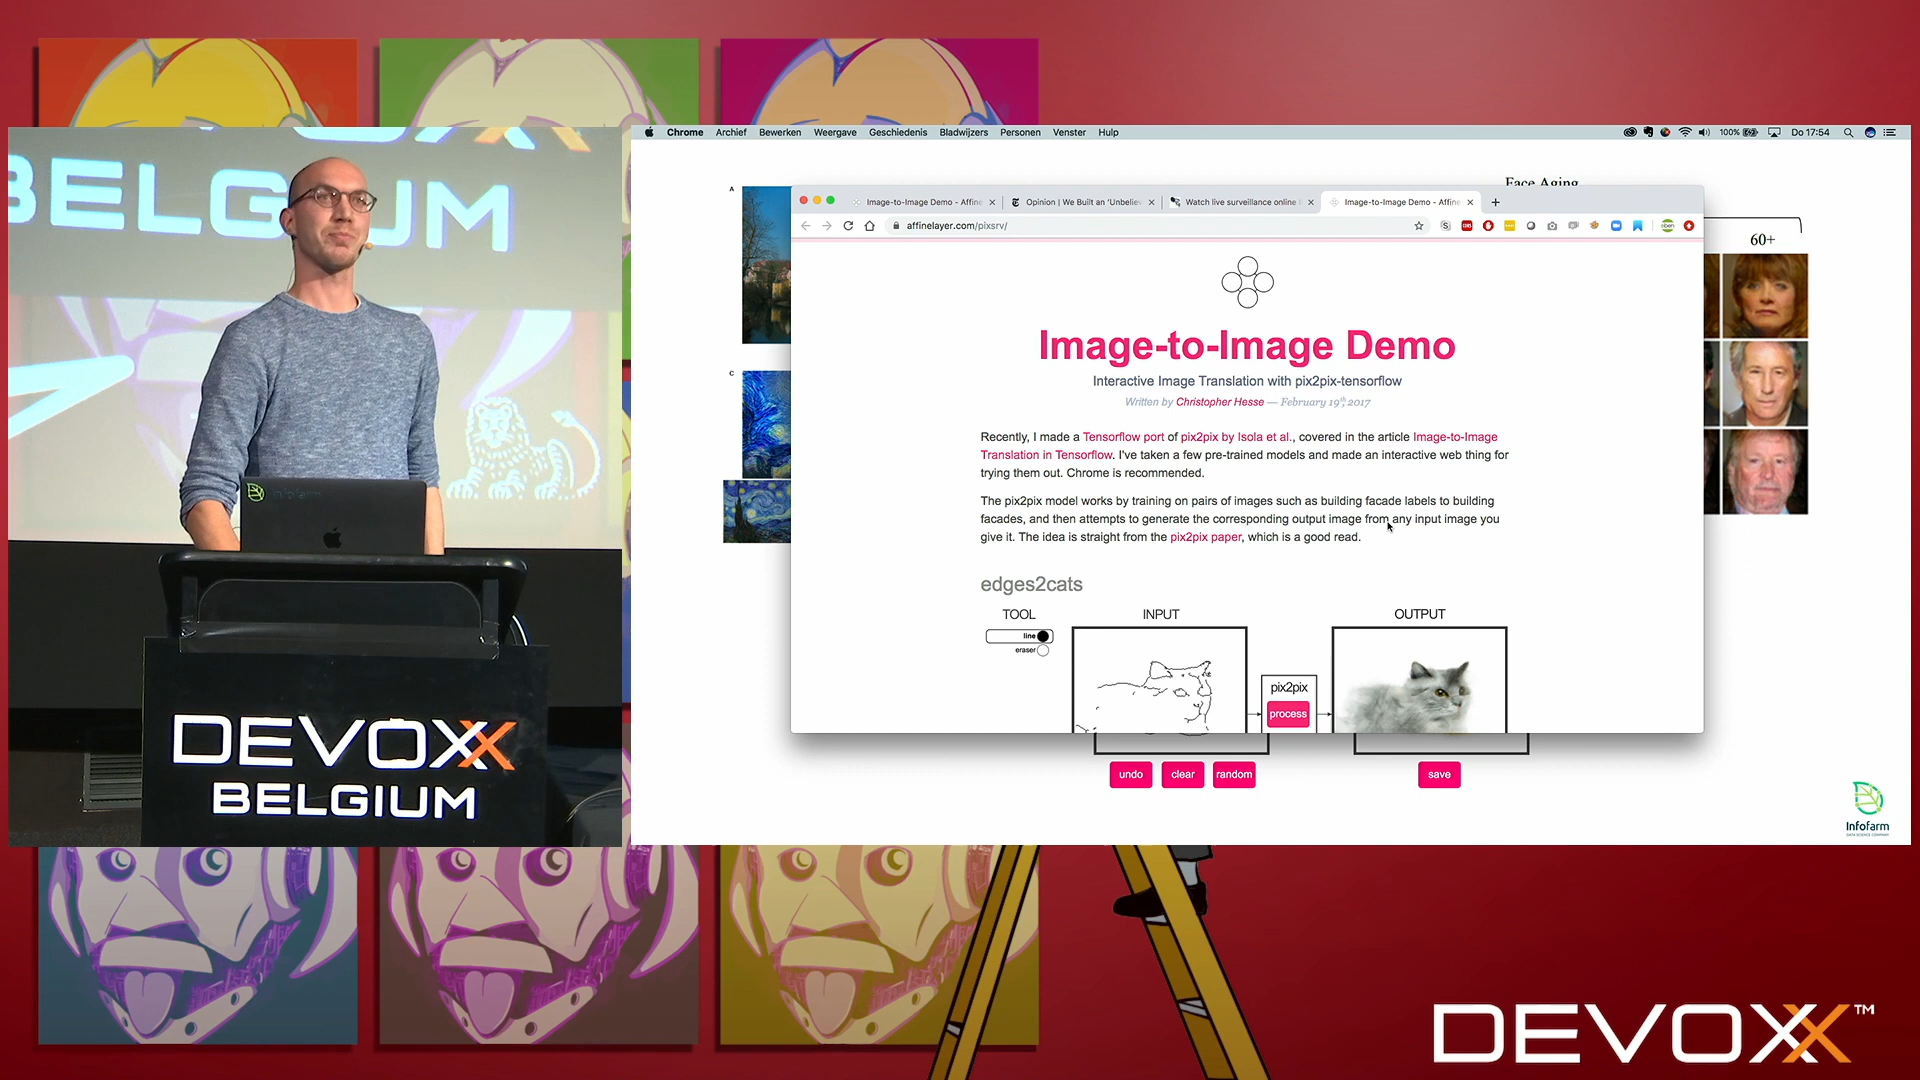 BELGIUM
Infofarm
DEVOXX
BELGIUM
Chrome Archief Bewerken Weergave Geschiedenis Bladwijzers Personen Venster Hulp
100% Do 17:54
A
C
Face Aging
60+
Image-to-Image Demo - Affine
Opinion | We Built an 'Unbeliev
Watch live surveillance online
Image-to-Image Demo - Affine
affinelayer.com/pixsrv/
Image-to-Image Demo
Interactive Image Translation with pix2pix-tensorflow
Written by Christopher Hesse — February 19th, 2017
Recently, I made a Tensorflow port of pix2pix by Isola et al., covered in the article Image-to-Image
Translation in Tensorflow. I've taken a few pre-trained models and made an interactive web thing for
trying them out. Chrome is recommended.
The pix2pix model works by training on pairs of images such as building facade labels to building
facades, and then attempts to generate the corresponding output image from any input image you
give it. The idea is straight from the pix2pix paper, which is a good read.
edges2cats
TOOL INPUT OUTPUT
line
eraser
pix2pix
process
undo clear random save
Infofarm
DATA SCIENCE COMPANY
DEVOXX™